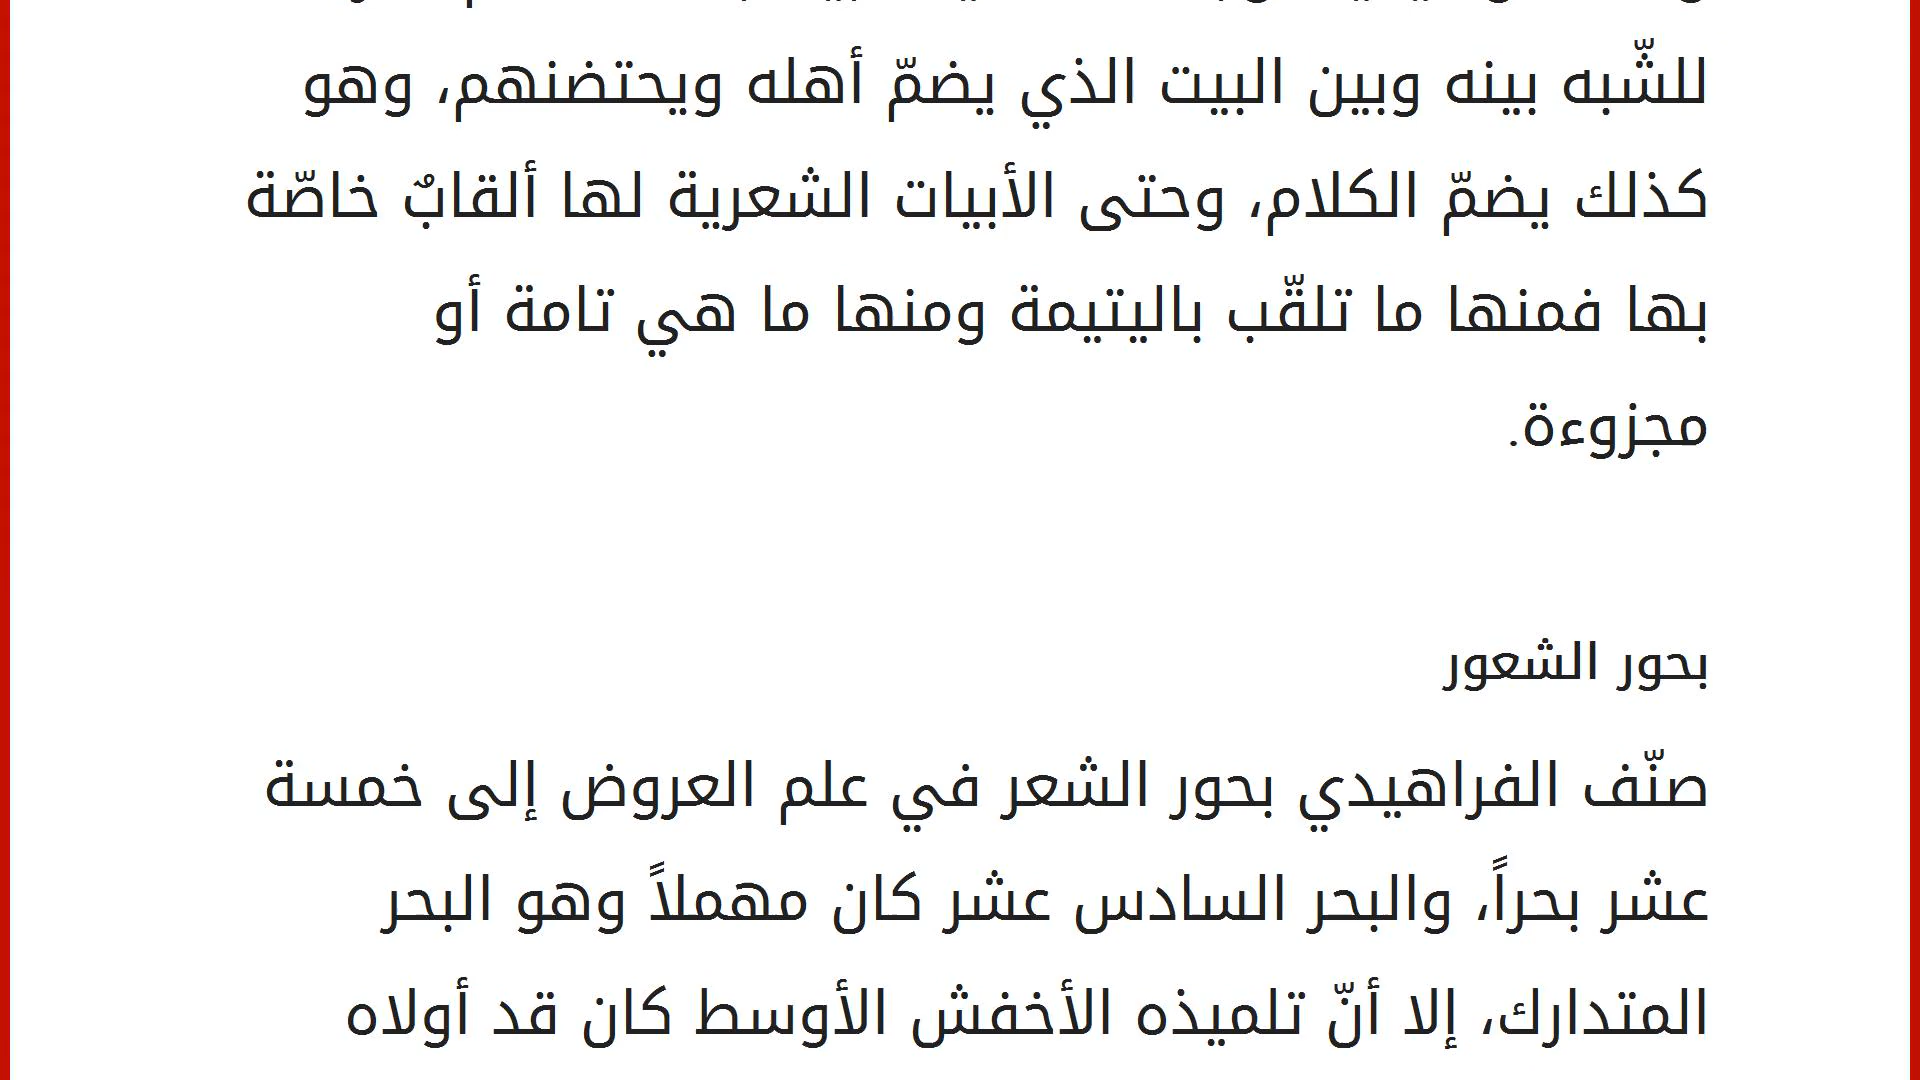 للشّبه بينه وبين البيت الذي يضمّ أهله ويحتضنهم، وهو
كذلك يضمّ الكلام، وحتى الأبيات الشعرية لها ألقابٌ خاصّة
بها فمنها ما تلقّب باليتيمة ومنها ما هي تامة أو
مجزوءة.
بحور الشعور
صنّف الفراهيدي بحور الشعر في علم العروض إلى خمسة
عشر بحراً، والبحر السادس عشر كان مهملاً وهو البحر
المتدارك، إلا أنّ تلميذه الأخفش الأوسط كان قد أولاه